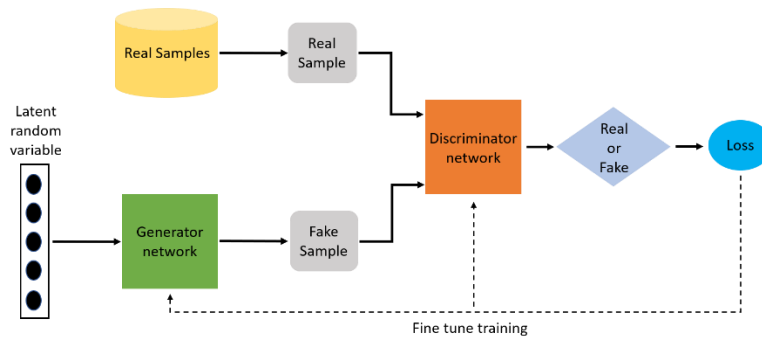 Real Samples
Real
Sample
Latent
random
variable
Discriminator
network
Real
or
Fake
Loss
Generator
network
Fake
Sample
Fine tune training